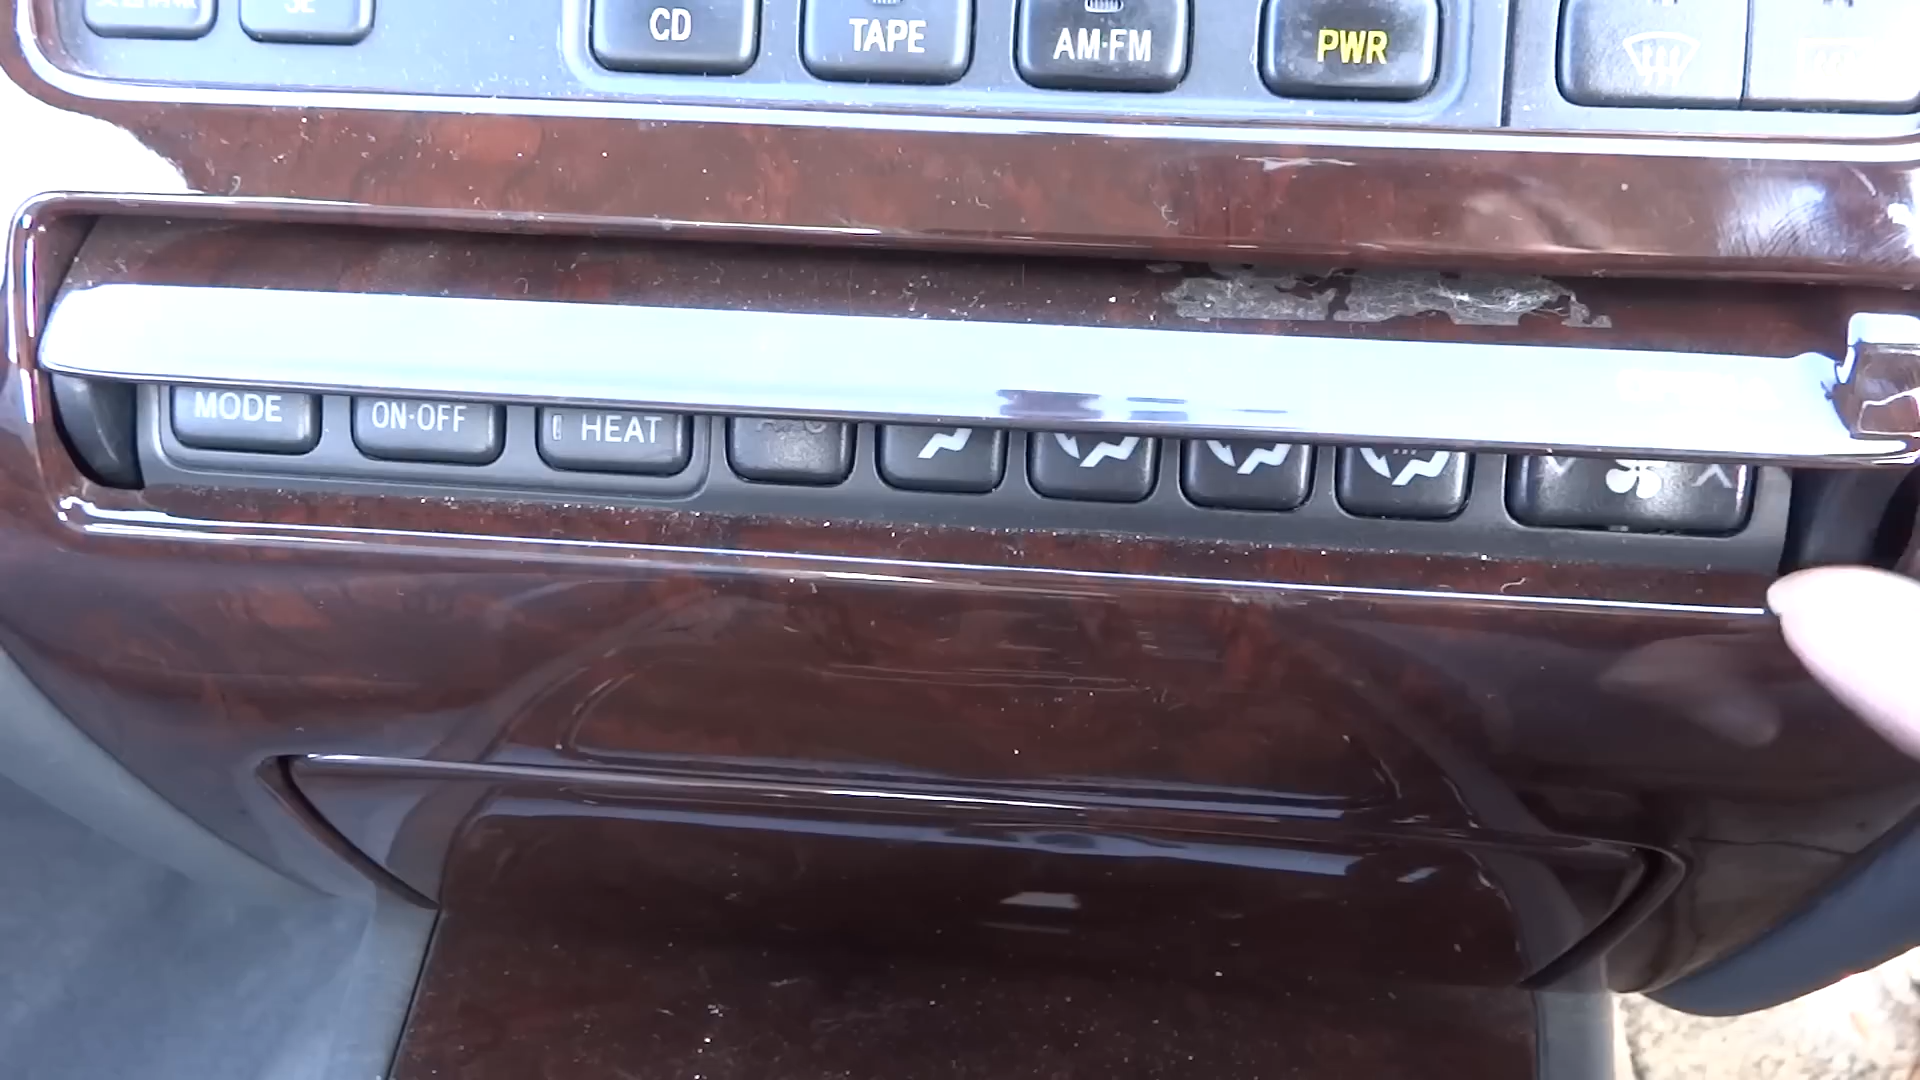 CD
TAPE
AM·FM
PWR
MODE
ON·OFF
HEAT